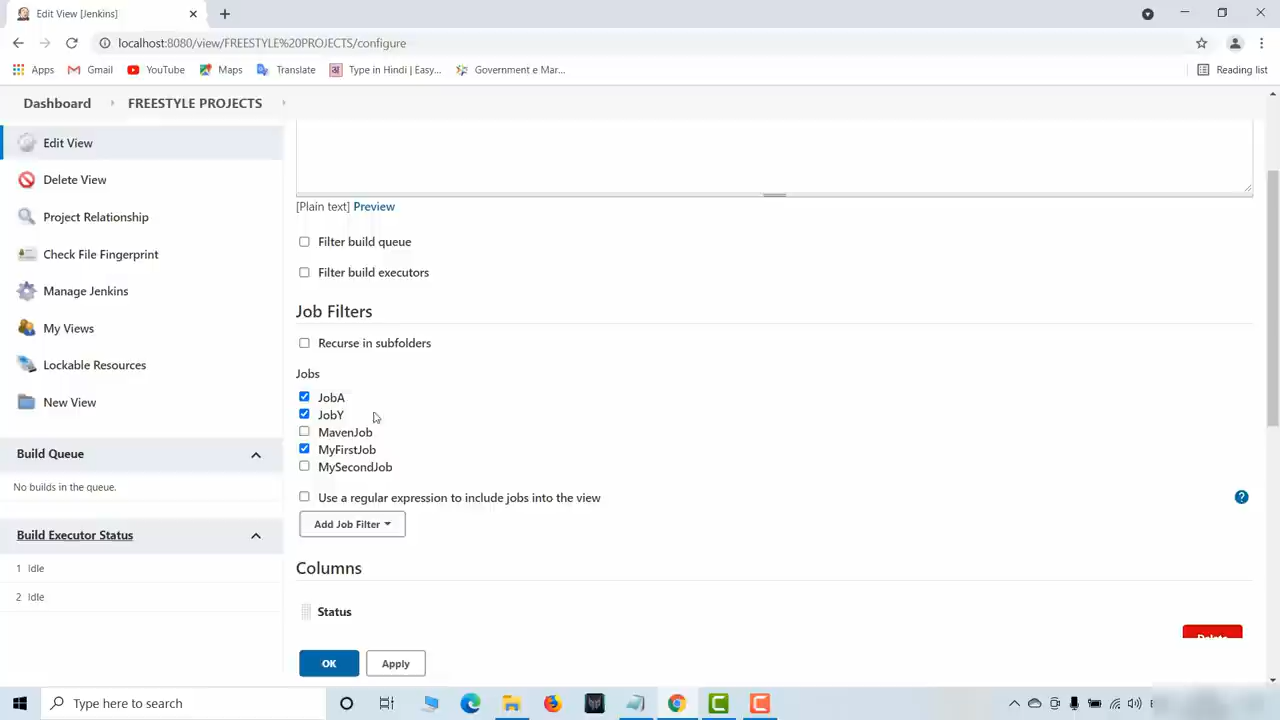 Edit View [Jenkins]
localhost:8080/view/FREESTYLE%20PROJECTS/configure
Apps Gmail YouTube Maps Translate Type in Hindi | Easy... Government e Mar... Reading list
Dashboard FREESTYLE PROJECTS
Edit View
Delete View
Project Relationship
Check File Fingerprint
Manage Jenkins
My Views
Lockable Resources
New View
Build Queue
No builds in the queue.
Build Executor Status
1 Idle
2 Idle
[Plain text] Preview
Filter build queue
Filter build executors
Job Filters
Recurse in subfolders
Jobs
JobA
JobY
MavenJob
MyFirstJob
MySecondJob
Use a regular expression to include jobs into the view
Add Job Filter
Columns
Status
Delete
OK Apply
Type here to search